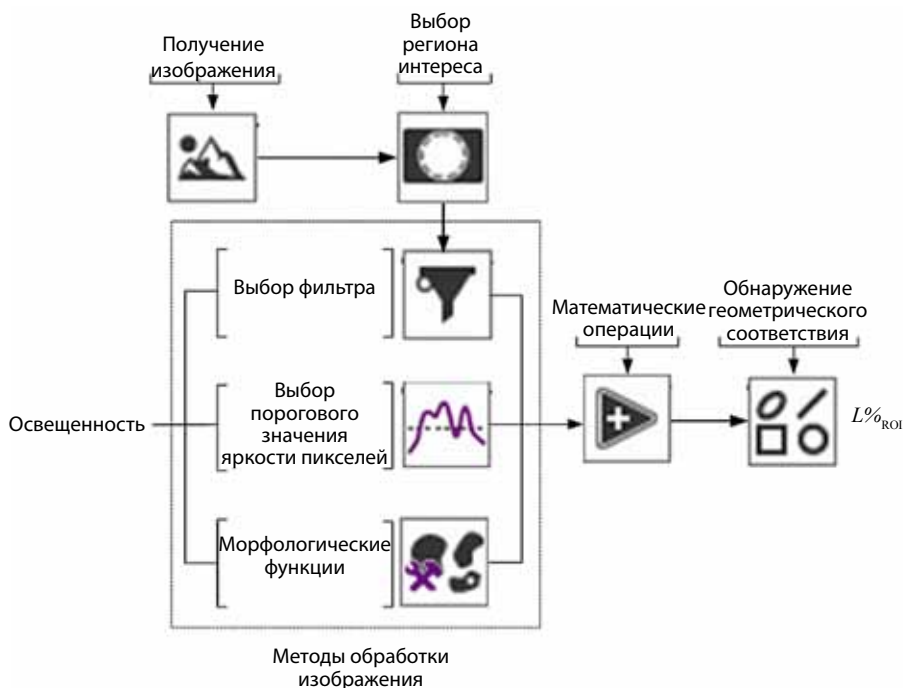 Получение
изображения
Выбор
региона
интереса
Выбор фильтра
Математические
операции
Обнаружение
геометрического
соответствия
Освещенность
Выбор
порогового
значения
яркости пикселей
L%ROI
Морфологические
функции
Методы обработки
изображения